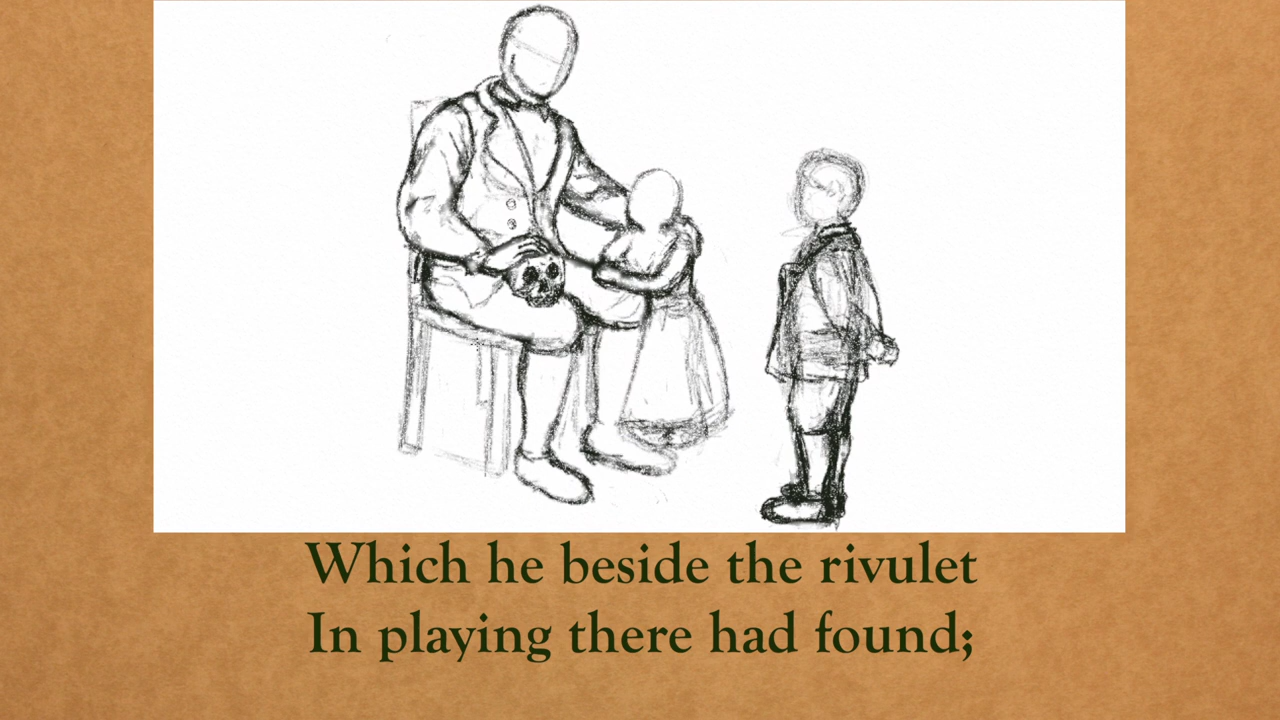 Which he beside the rivulet
In playing there had found;